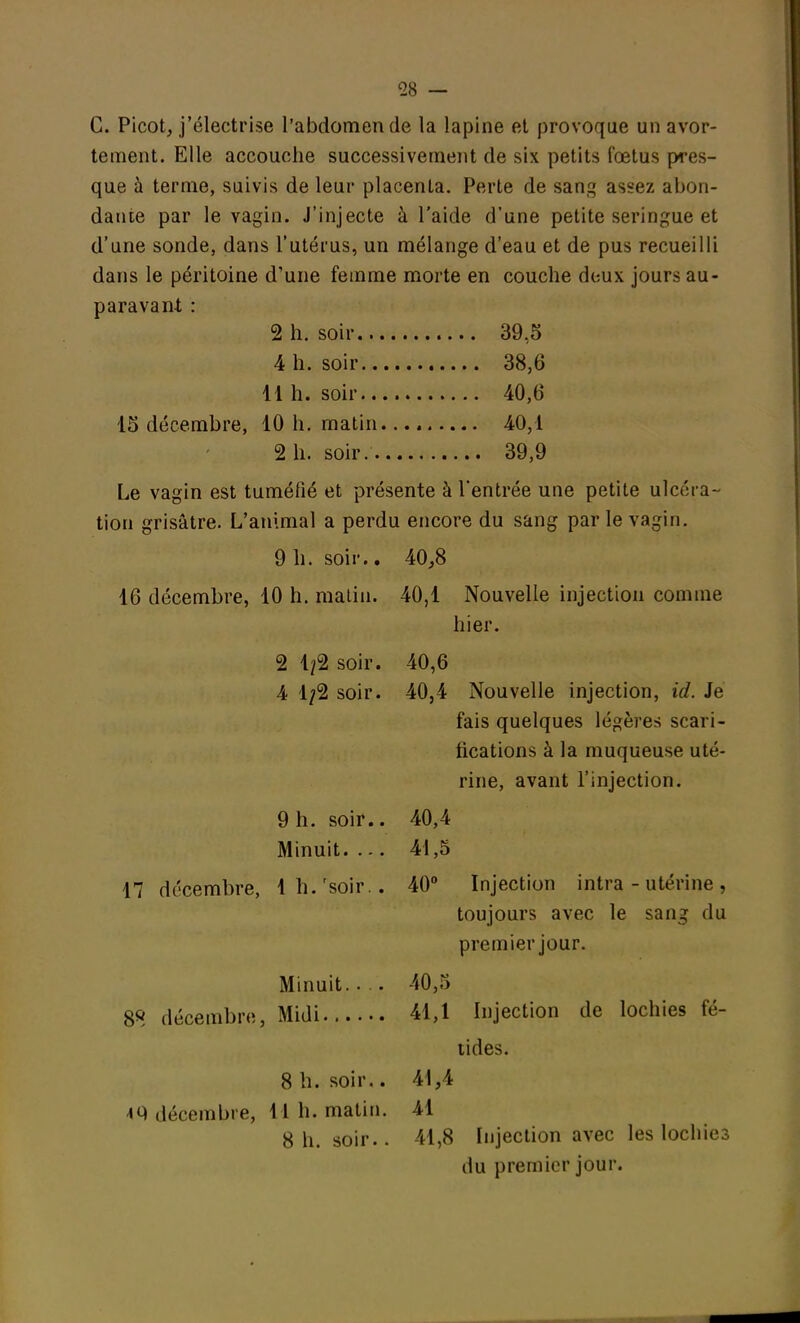 28 —
C. Picot, j'électrise l'abdomen de la lapine et provoque un avor-
tement. Elle accouche successivement de six petits fœtus pres-
que à terme, suivis de leur placenta. Perte de sang assez abon-
dante par le vagin. J'injecte à l'aide d'une petite seringue et
d'une sonde, dans l'utérus, un mélange d'eau et de pus recueilli
dans le péritoine d'une femme morte en couche deux jours au-
paravant :
2 h. soir............ 39,5
4 h. soir............ 38,6
11 h. soir............ 40,6
15 décembre, 10 h. matin.......... 40,1
2 h. soir............ 39,9
Le vagin est tuméfié et présente à l'entrée une petite ulcéra-
tion grisâtre. L'animal a perdu encore du sang par le vagin.
9 h. soir.. 40,8
16 décembre, 10 h. matin. 40,1 Nouvelle injection comme
hier.
2 1/2 soir. 40,6
4 1/2 soir. 40,4 Nouvelle injection, id. Je
fais quelques légères scari-
fications à la muqueuse uté-
rine, avant l'injection.
9 h. soir.. 40,4
Minuit. ... 41,5
17 décembre, 1 h. soir.. 40° Injection intra-utérine,
toujours avec le sang du
premier jour.
Minuit.... 40,5
88 décembre, Midi...... 41,1 Injection de lochies fé-
tides.
8 h. soir.. 41,4
19 décembre, 11 h. matin. 41
8 h. soir.. 41,8 Injection avec les lochies
du premier jour.